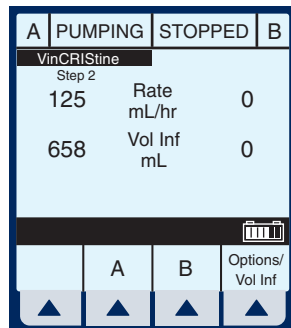 A PUMPING STOPPED B
VinCRIStine
Step 2
125 Rate 0
mL/hr
658 Vol Inf 0
mL
A B Options/
Vol Inf